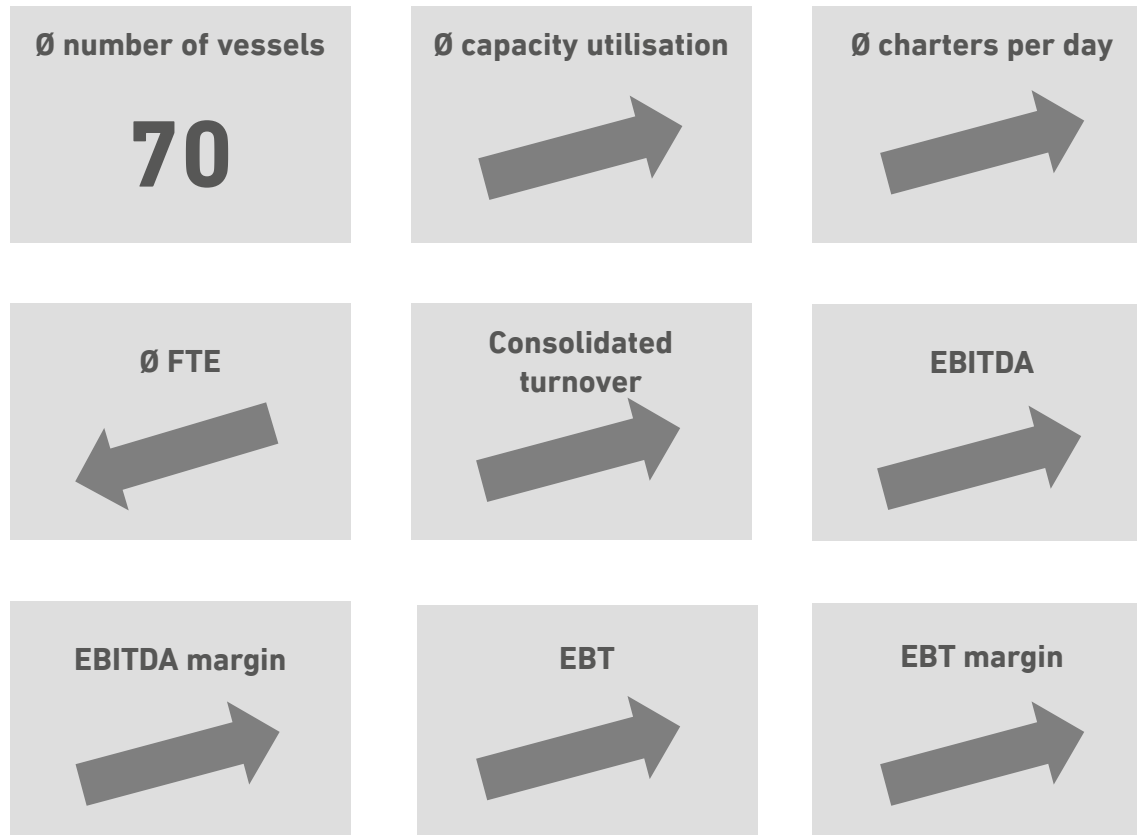 Ø number of vessels
70
Ø capacity utilisation
Ø charters per day
Ø FTE
Consolidated
turnover
EBITDA
EBITDA margin
EBT
EBT margin